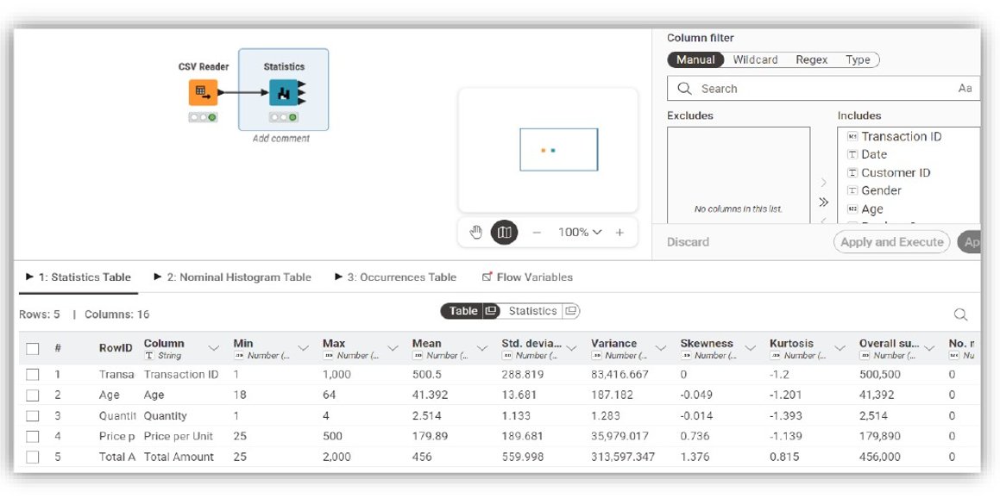 Column filter
Manual Wildcard Regex Type
CSV Reader Statistics
Search Aa
Excludes Includes
Transaction ID
Date
Add comment
Customer ID
Gender
No columns in this list.
Age
100%
Discard Apply and Execute Ap
1: Statistics Table 2: Nominal Histogram Table 3: Occurrences Table Flow Variables
Rows: 5 | Columns: 16 Table Statistics
# RowID Column Min Max Mean Std. devia... Variance Skewness Kurtosis Overall su... No. n
String Number (... Number (... Number (... Number (... Number (... Number (... Number (... Number (... Nu
1 Transa Transaction ID 1 1,000 500.5 288.819 83,416.667 0 -1.2 500,500 0
2 Age Age 18 64 41.392 13.681 187.182 -0.049 -1.201 41,392 0
3 Quantit Quantity 1 4 2.514 1.133 1.283 -0.014 -1.393 2,514 0
4 Price p Price per Unit 25 500 179.89 189.681 35,979.017 0.736 -1.139 179,890 0
5 Total A Total Amount 25 2,000 456 559.998 313,597.347 1.376 0.815 456,000 0